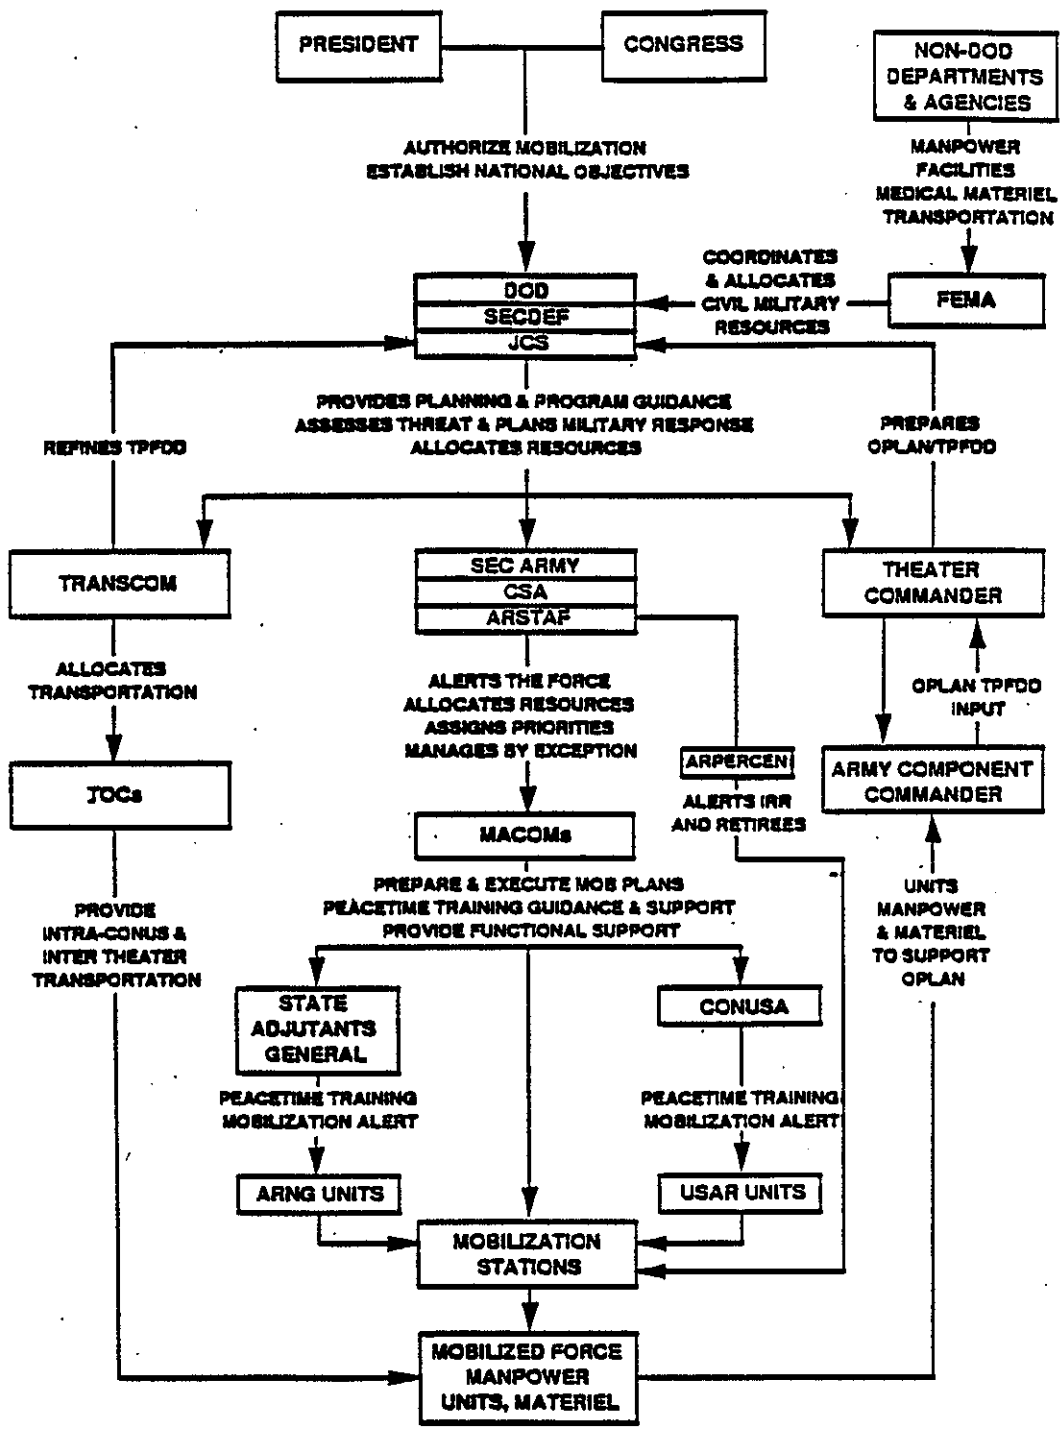 PRESIDENT
CONGRESS
NON-DOD
DEPARTMENTS
& AGENCIES
AUTHORIZE MOBILIZATION
ESTABLISH NATIONAL OBJECTIVES
MANPOWER
FACILITIES
MEDICAL MATERIEL
TRANSPORTATION
DOD
SECDEF
JCS
COORDINATES
& ALLOCATES
CIVIL MILITARY
RESOURCES
FEMA
PROVIDES PLANNING & PROGRAM GUIDANCE
ASSESSES THREAT & PLANS MILITARY RESPONSE
ALLOCATES RESOURCES
REFINES TPFDD
PREPARES
OPLAN/TPFDD
TRANSCOM
SEC ARMY
CSA
ARSTAF
THEATER
COMMANDER
ALLOCATES
TRANSPORTATION
ALERTS THE FORCE
ALLOCATES RESOURCES
ASSIGNS PRIORITIES
MANAGES BY EXCEPTION
OPLAN TPFDD
INPUT
TOCs
ARPERCEN
ARMY COMPONENT
COMMANDER
ALERTS IRR
AND RETIREES
MACOMs
PREPARE & EXECUTE MOB PLANS
PEACETIME TRAINING GUIDANCE & SUPPORT
PROVIDE FUNCTIONAL SUPPORT
PROVIDE
INTRA-CONUS &
INTER THEATER
TRANSPORTATION
UNITS
MANPOWER
& MATERIEL
TO SUPPORT
OPLAN
STATE
ADJUTANTS
GENERAL
CONUSA
PEACETIME TRAINING
MOBILIZATION ALERT
PEACETIME TRAINING
MOBILIZATION ALERT
ARNG UNITS
USAR UNITS
MOBILIZATION
STATIONS
MOBILIZED FORCE
MANPOWER
UNITS, MATERIEL